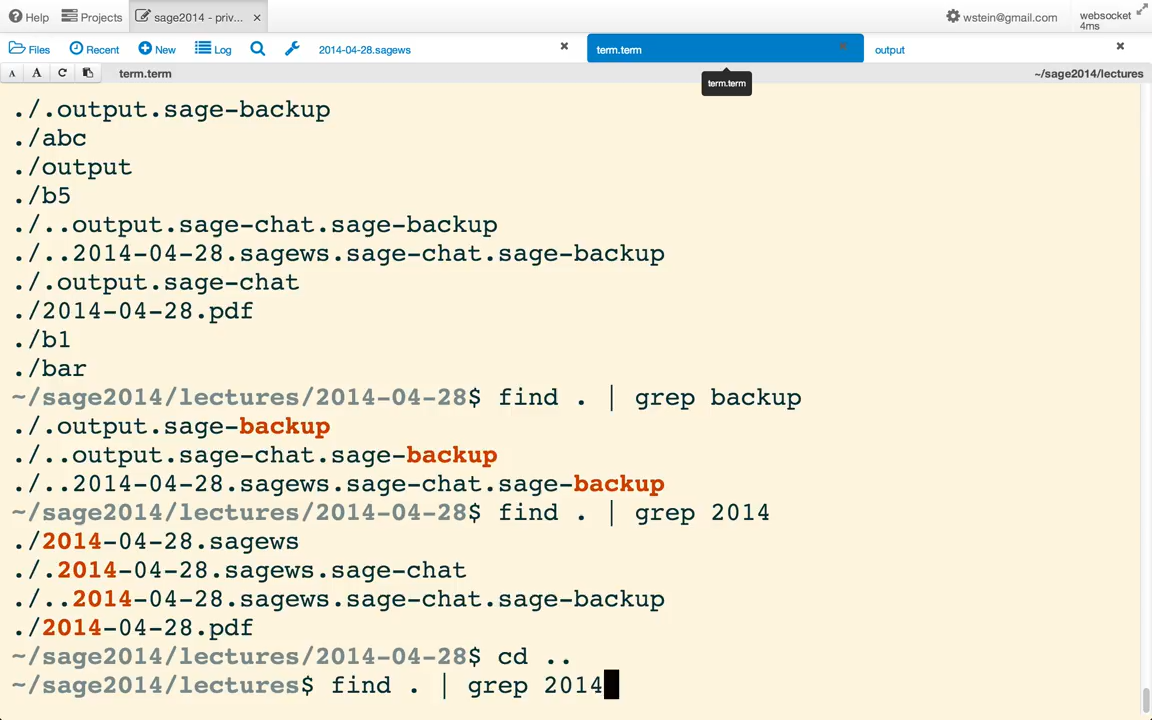 Help Projects sage2014 - priv... × wstein@gmail.com websocket 4ms
Files Recent New Log 2014-04-28.sagews × term.term × output ×
A A C term.term ~/sage2014/lectures
term.term
./.output.sage-backup
./abc
./output
./b5
./..output.sage-chat.sage-backup
./..2014-04-28.sagews.sage-chat.sage-backup
./.output.sage-chat
./2014-04-28.pdf
./b1
./bar
~/sage2014/lectures/2014-04-28$ find . | grep backup
./.output.sage-backup
./..output.sage-chat.sage-backup
./..2014-04-28.sagews.sage-chat.sage-backup
~/sage2014/lectures/2014-04-28$ find . | grep 2014
./2014-04-28.sagews
./.2014-04-28.sagews.sage-chat
./..2014-04-28.sagews.sage-chat.sage-backup
./2014-04-28.pdf
~/sage2014/lectures/2014-04-28$ cd ..
~/sage2014/lectures$ find . | grep 2014